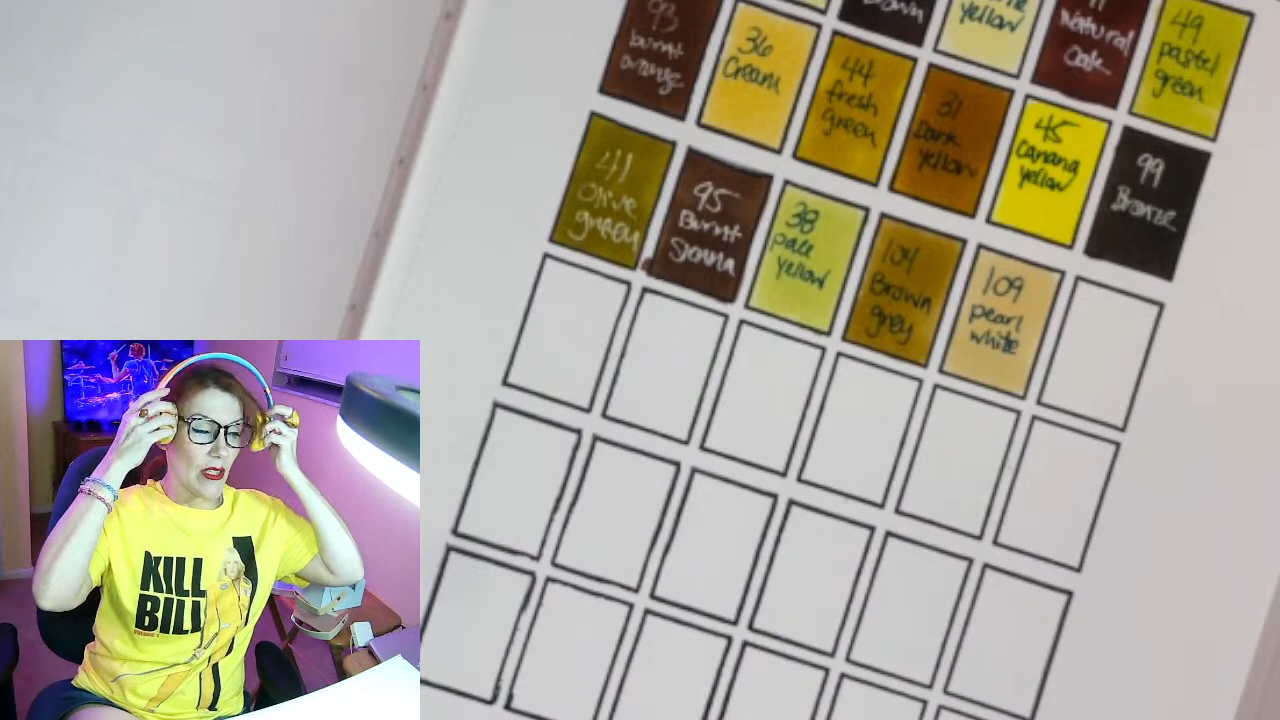 93
burnt
orange
36
Cream
44
fresh
green
31
Dark
yellow
yellow
Natural
Oak
49
pastel
green
45
Canana
yellow
99
Bronze
41
Olive
green
95
Burnt
Sienna
38
pale
yellow
104
Brown
grey
109
pearl
white
KILL
BILL